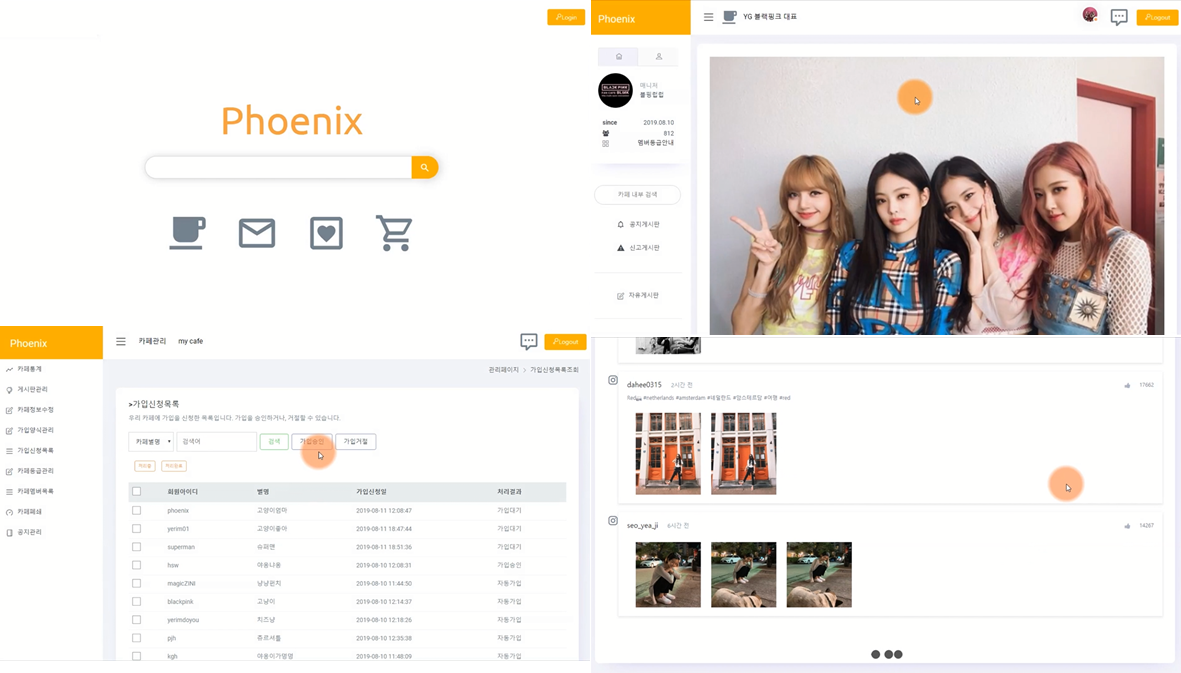 Login
Phoenix
Phoenix
YG 블랙핑크 대표
Logout
매니저
since 2019.08.10
812
멤버등급안내
카페 내부 검색
공지게시판
신고게시판
자유게시판
Phoenix
카페관리 my cafe
Logout
카페통계
게시판관리
카페정보수정
가입양식관리
가입신청목록
카페등급관리
카페멤버목록
카페폐쇄
공지관리
관리페이지 > 가입신청목록조회
>가입신청목록
우리 카페에 가입을 신청한 목록입니다. 가입을 승인하거나, 거절할 수 있습니다.
카페별명 검색어 검색 가입승인 가입거절
회원아이디 별명 가입신청일 처리결과
phoenix 고양이엄마 2019-08-11 12:08:47 가입대기
yerim01 고양이좋아 2019-08-11 18:47:44 가입대기
superman 슈퍼맨 2019-08-11 18:51:36 가입대기
hsw 야옹나옹 2019-08-10 12:08:31 가입승인
magicZINI 냥냥펀치 2019-08-10 11:44:50 자동가입
blackpink 고냥이 2019-08-10 12:14:37 자동가입
yerimdoyou 치즈냥 2019-08-10 12:18:26 자동가입
pjh 츄르셔틀 2019-08-10 12:35:38 자동가입
kgh 야옹이가멍멍 2019-08-10 11:48:09 자동가입
dahee0315 2시간 전 17662
#netherlands #amsterdam #네덜란드 #암스테르담 #여행 #red
seo_yea_ji 6시간 전 14267